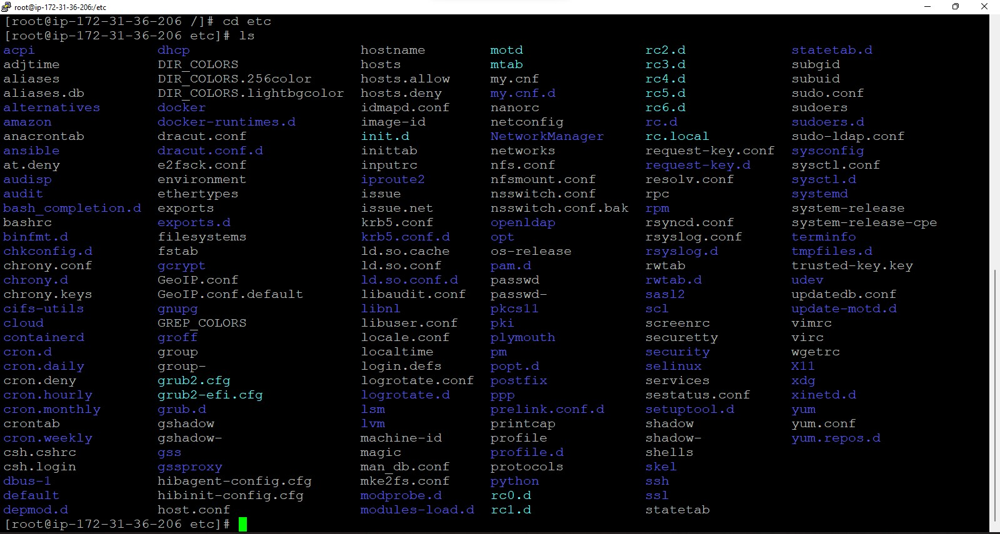 root@ip-172-31-36-206:/etc
[root@ip-172-31-36-206 /]# cd etc
[root@ip-172-31-36-206 etc]# ls
acpi dhcp hostname motd rc2.d statetab.d
adjtime DIR_COLORS hosts mtab rc3.d subgid
aliases DIR_COLORS.256color hosts.allow my.cnf rc4.d subuid
aliases.db DIR_COLORS.lightbgcolor hosts.deny my.cnf.d rc5.d sudo.conf
alternatives docker idmapd.conf nanorc rc6.d sudoers
amazon docker-runtimes.d image-id netconfig rc.d sudoers.d
anacrontab dracut.conf init.d NetworkManager rc.local sudo-ldap.conf
ansible dracut.conf.d inittab networks request-key.conf sysconfig
at.deny e2fsck.conf inputrc nfs.conf request-key.d sysctl.conf
audisp environment iproute2 nfsmount.conf resolv.conf sysctl.d
audit ethertypes issue nsswitch.conf rpc systemd
bash_completion.d exports issue.net nsswitch.conf.bak rpm system-release
bashrc exports.d krb5.conf openldap rsyncd.conf system-release-cpe
binfmt.d filesystems krb5.conf.d opt rsyslog.conf terminfo
chkconfig.d fstab ld.so.cache os-release rsyslog.d tmpfiles.d
chrony.conf gcrypt ld.so.conf pam.d rwtab trusted-key.key
chrony.d GeoIP.conf ld.so.conf.d passwd rwtab.d udev
chrony.keys GeoIP.conf.default libaudit.conf passwd- sasl2 updatedb.conf
cifs-utils gnupg libnl pkcs11 scl update-motd.d
cloud GREP_COLORS libuser.conf pki screenrc vimrc
containerd groff locale.conf plymouth securetty virc
cron.d group localtime pm security wgetrc
cron.daily group- login.defs popt.d selinux X11
cron.deny grub2.cfg logrotate.conf postfix services xdg
cron.hourly grub2-efi.cfg logrotate.d ppp sestatus.conf xinetd.d
cron.monthly grub.d lsm prelink.conf.d setuptool.d yum
crontab gshadow lvm printcap shadow yum.conf
cron.weekly gshadow- machine-id profile shadow- yum.repos.d
csh.cshrc gss magic profile.d shells
csh.login gssproxy man_db.conf protocols skel
dbus-1 hibagent-config.cfg mke2fs.conf python ssh
default hibinit-config.cfg modprobe.d rc0.d ssl
depmod.d host.conf modules-load.d rc1.d statetab
[root@ip-172-31-36-206 etc]#